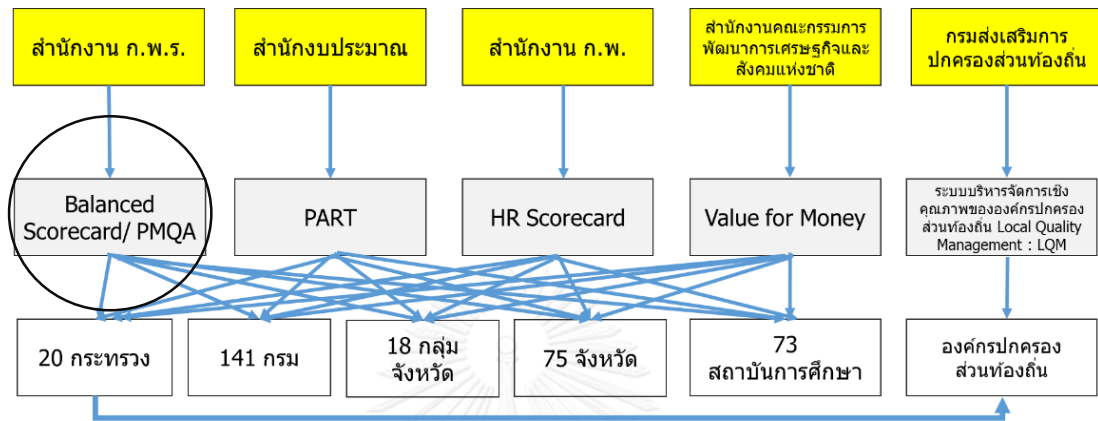 สำนักงาน ก.พ.ร.
สำนักงบประมาณ
สำนักงาน ก.พ.
สำนักงานคณะกรรมการ
พัฒนาการเศรษฐกิจและ
สังคมแห่งชาติ
กรมส่งเสริมการ
ปกครองส่วนท้องถิ่น
Balanced
Scorecard/ PMQA
PART
HR Scorecard
Value for Money
ระบบบริหารจัดการเชิง
คุณภาพขององค์กรปกครอง
ส่วนท้องถิ่น Local Quality
Management : LQM
20 กระทรวง
141 กรม
18 กลุ่ม
จังหวัด
75 จังหวัด
73
สถาบันการศึกษา
องค์กรปกครอง
ส่วนท้องถิ่น